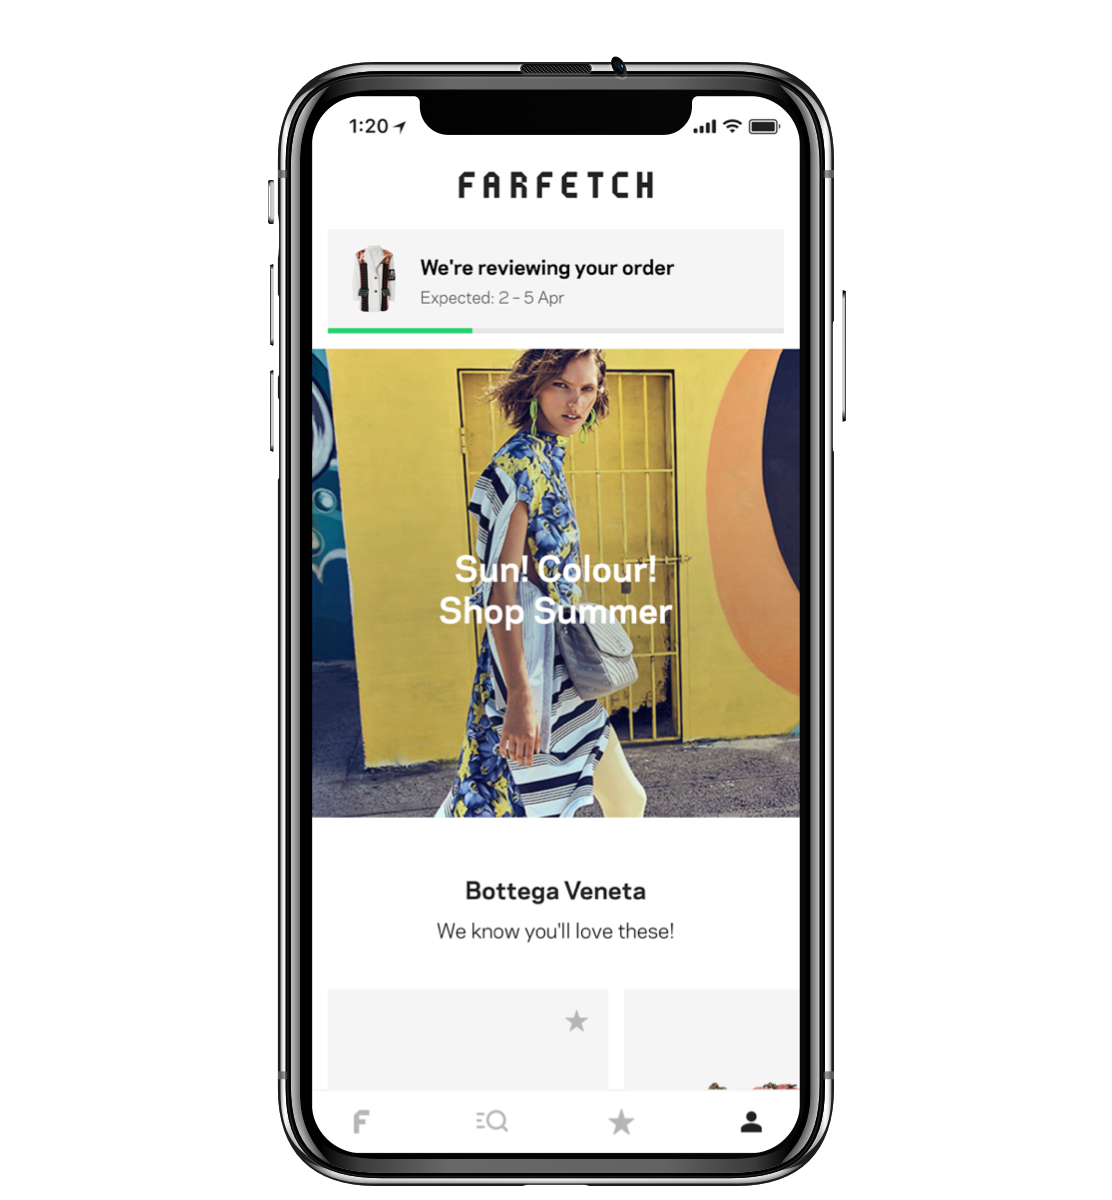 1:20
FARFETCH
We're reviewing your order
Expected: 2 – 5 Apr
Sun! Colour!
Shop Summer
Bottega Veneta
We know you'll love these!
F